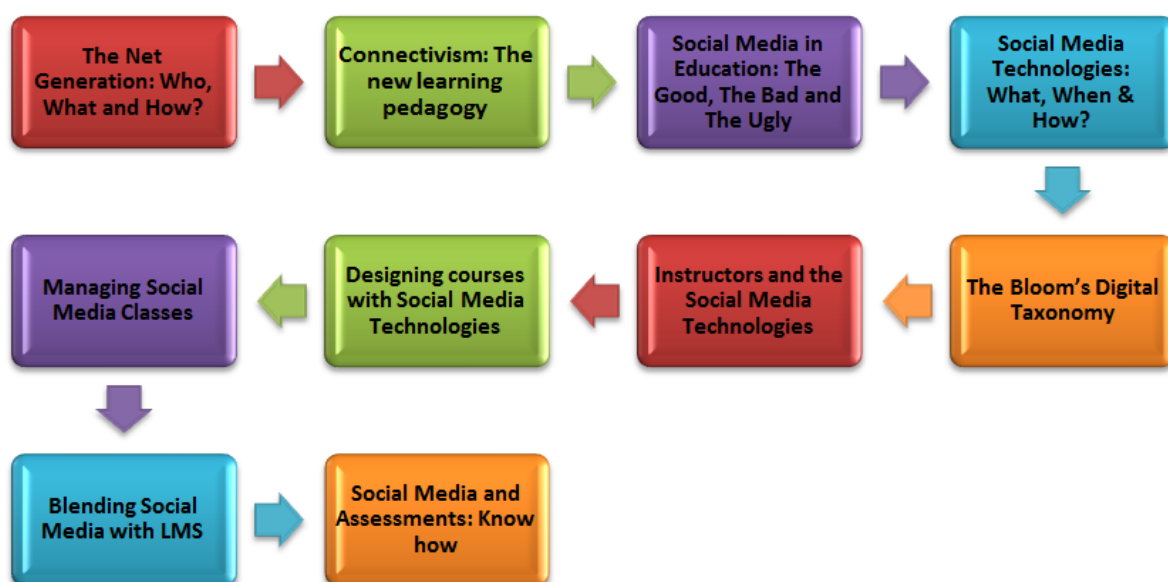 The Net
Generation: Who,
What and How?
Connectivism: The
new learning
pedagogy
Social Media in
Education: The
Good, The Bad and
The Ugly
Social Media
Technologies:
What, When &
How?
The Bloom's Digital
Taxonomy
Instructors and the
Social Media
Technologies
Designing courses
with Social Media
Technologies
Managing Social
Media Classes
Blending Social
Media with LMS
Social Media and
Assessments: Know
how